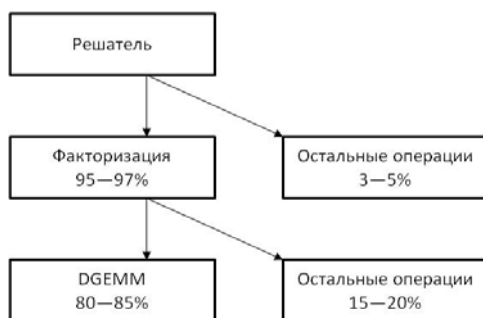 Решатель
Факторизация
95—97%
Остальные операции
3—5%
DGEMM
80—85%
Остальные операции
15—20%